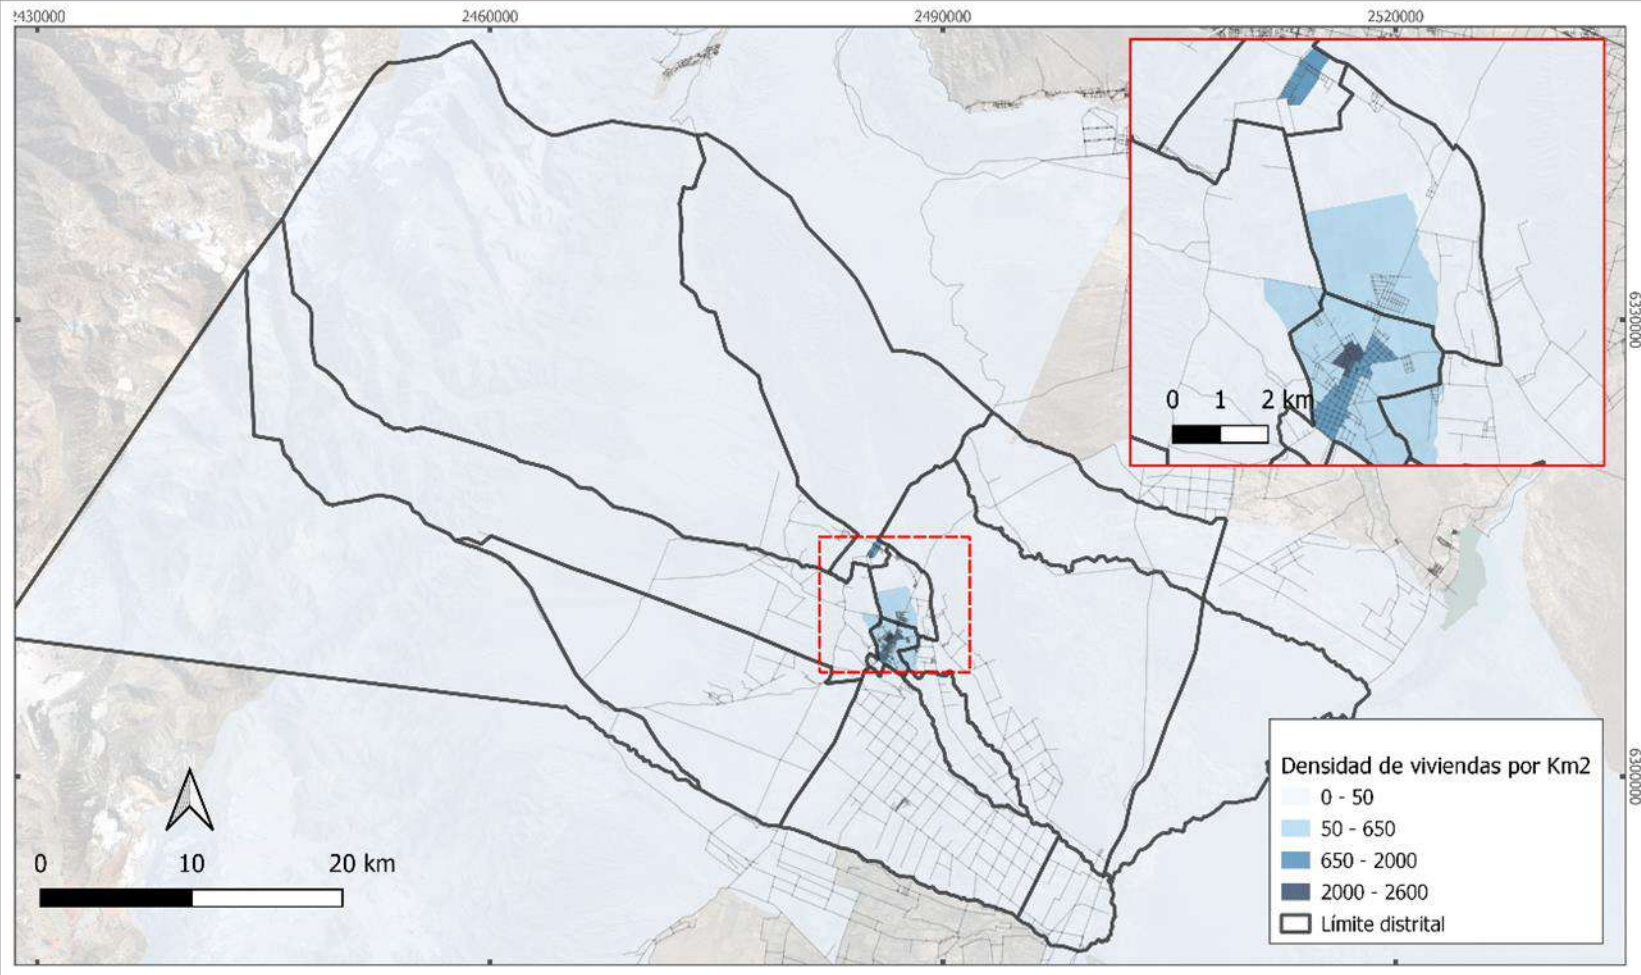 2430000
2460000
2490000
2520000
0 1 2 km
6330000
6300000
Densidad de viviendas por Km2
0 - 50
50 - 650
650 - 2000
2000 - 2600
Límite distrital
0 10 20 km